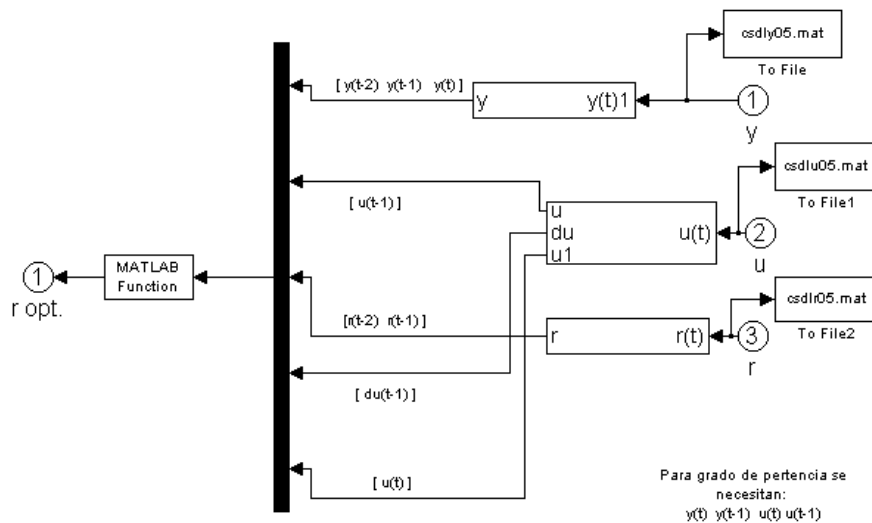 csdly05.mat
To File
[ y(t-2) y(t-1) y(t) ]
y
y(t)1
1
y
csdlu05.mat
To File1
[ u(t-1) ]
u
du
u1
u(t)
2
u
MATLAB
Function
1
r opt.
csdlr05.mat
To File2
[r(t-2) r(t-1) ]
r
r(t)
3
r
[ du(t-1) ]
[ u(t) ]
Para grado de pertencia se
necesitan:
y(t) y(t-1) u(t) u(t-1)